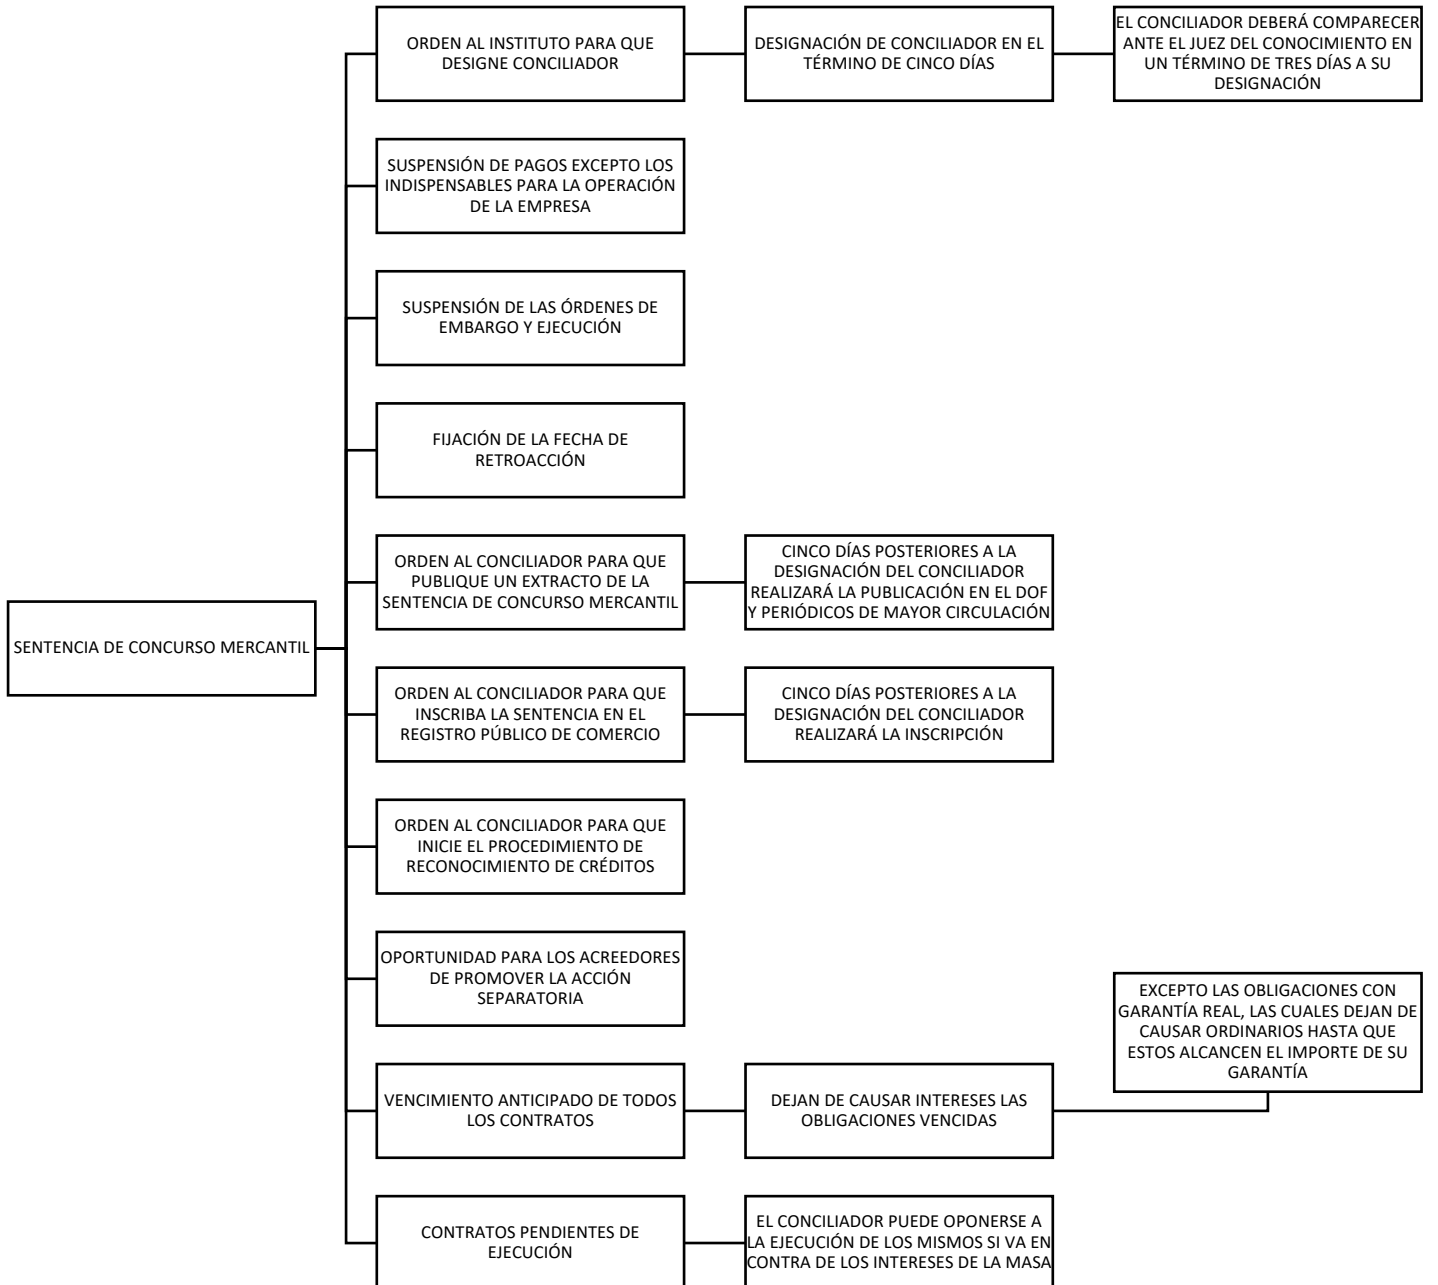 SENTENCIA DE CONCURSO MERCANTIL
ORDEN AL INSTITUTO PARA QUE
DESIGNE CONCILIADOR
DESIGNACIÓN DE CONCILIADOR EN EL
TÉRMINO DE CINCO DÍAS
EL CONCILIADOR DEBERÁ COMPARECER
ANTE EL JUEZ DEL CONOCIMIENTO EN
UN TÉRMINO DE TRES DÍAS A SU
DESIGNACIÓN
SUSPENSIÓN DE PAGOS EXCEPTO LOS
INDISPENSABLES PARA LA OPERACIÓN
DE LA EMPRESA
SUSPENSIÓN DE LAS ÓRDENES DE
EMBARGO Y EJECUCIÓN
FIJACIÓN DE LA FECHA DE
RETROACCIÓN
ORDEN AL CONCILIADOR PARA QUE
PUBLIQUE UN EXTRACTO DE LA
SENTENCIA DE CONCURSO MERCANTIL
CINCO DÍAS POSTERIORES A LA
DESIGNACIÓN DEL CONCILIADOR
REALIZARÁ LA PUBLICACIÓN EN EL DOF
Y PERIÓDICOS DE MAYOR CIRCULACIÓN
ORDEN AL CONCILIADOR PARA QUE
INSCRIBA LA SENTENCIA EN EL
REGISTRO PÚBLICO DE COMERCIO
CINCO DÍAS POSTERIORES A LA
DESIGNACIÓN DEL CONCILIADOR
REALIZARÁ LA INSCRIPCIÓN
ORDEN AL CONCILIADOR PARA QUE
INICIE EL PROCEDIMIENTO DE
RECONOCIMIENTO DE CRÉDITOS
OPORTUNIDAD PARA LOS ACREEDORES
DE PROMOVER LA ACCIÓN
SEPARATORIA
VENCIMIENTO ANTICIPADO DE TODOS
LOS CONTRATOS
DEJAN DE CAUSAR INTERESES LAS
OBLIGACIONES VENCIDAS
EXCEPTO LAS OBLIGACIONES CON
GARANTÍA REAL, LAS CUALES DEJAN DE
CAUSAR ORDINARIOS HASTA QUE
ESTOS ALCANCEN EL IMPORTE DE SU
GARANTÍA
CONTRATOS PENDIENTES DE
EJECUCIÓN
EL CONCILIADOR PUEDE OPONERSE A
LA EJECUCIÓN DE LOS MISMOS SI VA EN
CONTRA DE LOS INTERESES DE LA MASA